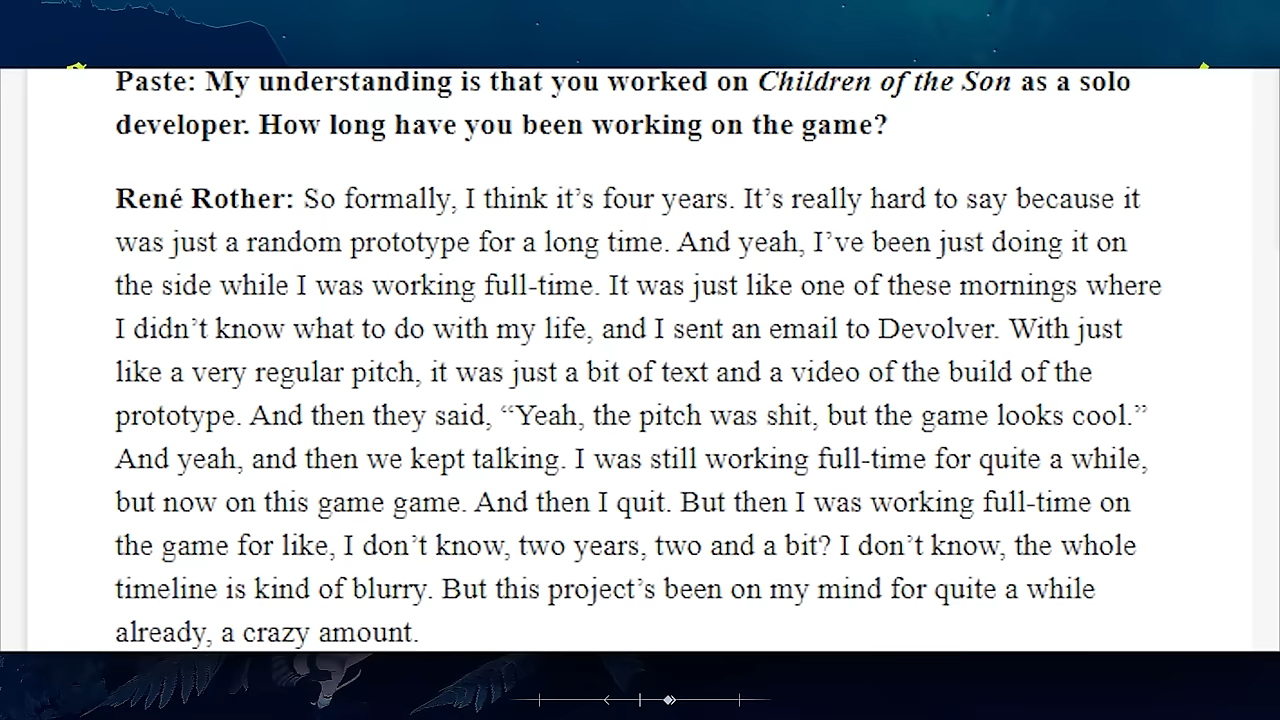 Paste: My understanding is that you worked on Children of the Son as a solo
developer. How long have you been working on the game?
René Rother: So formally, I think it’s four years. It’s really hard to say because it
was just a random prototype for a long time. And yeah, I’ve been just doing it on
the side while I was working full-time. It was just like one of these mornings where
I didn’t know what to do with my life, and I sent an email to Devolver. With just
like a very regular pitch, it was just a bit of text and a video of the build of the
prototype. And then they said, “Yeah, the pitch was shit, but the game looks cool.”
And yeah, and then we kept talking. I was still working full-time for quite a while,
but now on this game game. And then I quit. But then I was working full-time on
the game for like, I don’t know, two years, two and a bit? I don’t know, the whole
timeline is kind of blurry. But this project’s been on my mind for quite a while
already, a crazy amount.